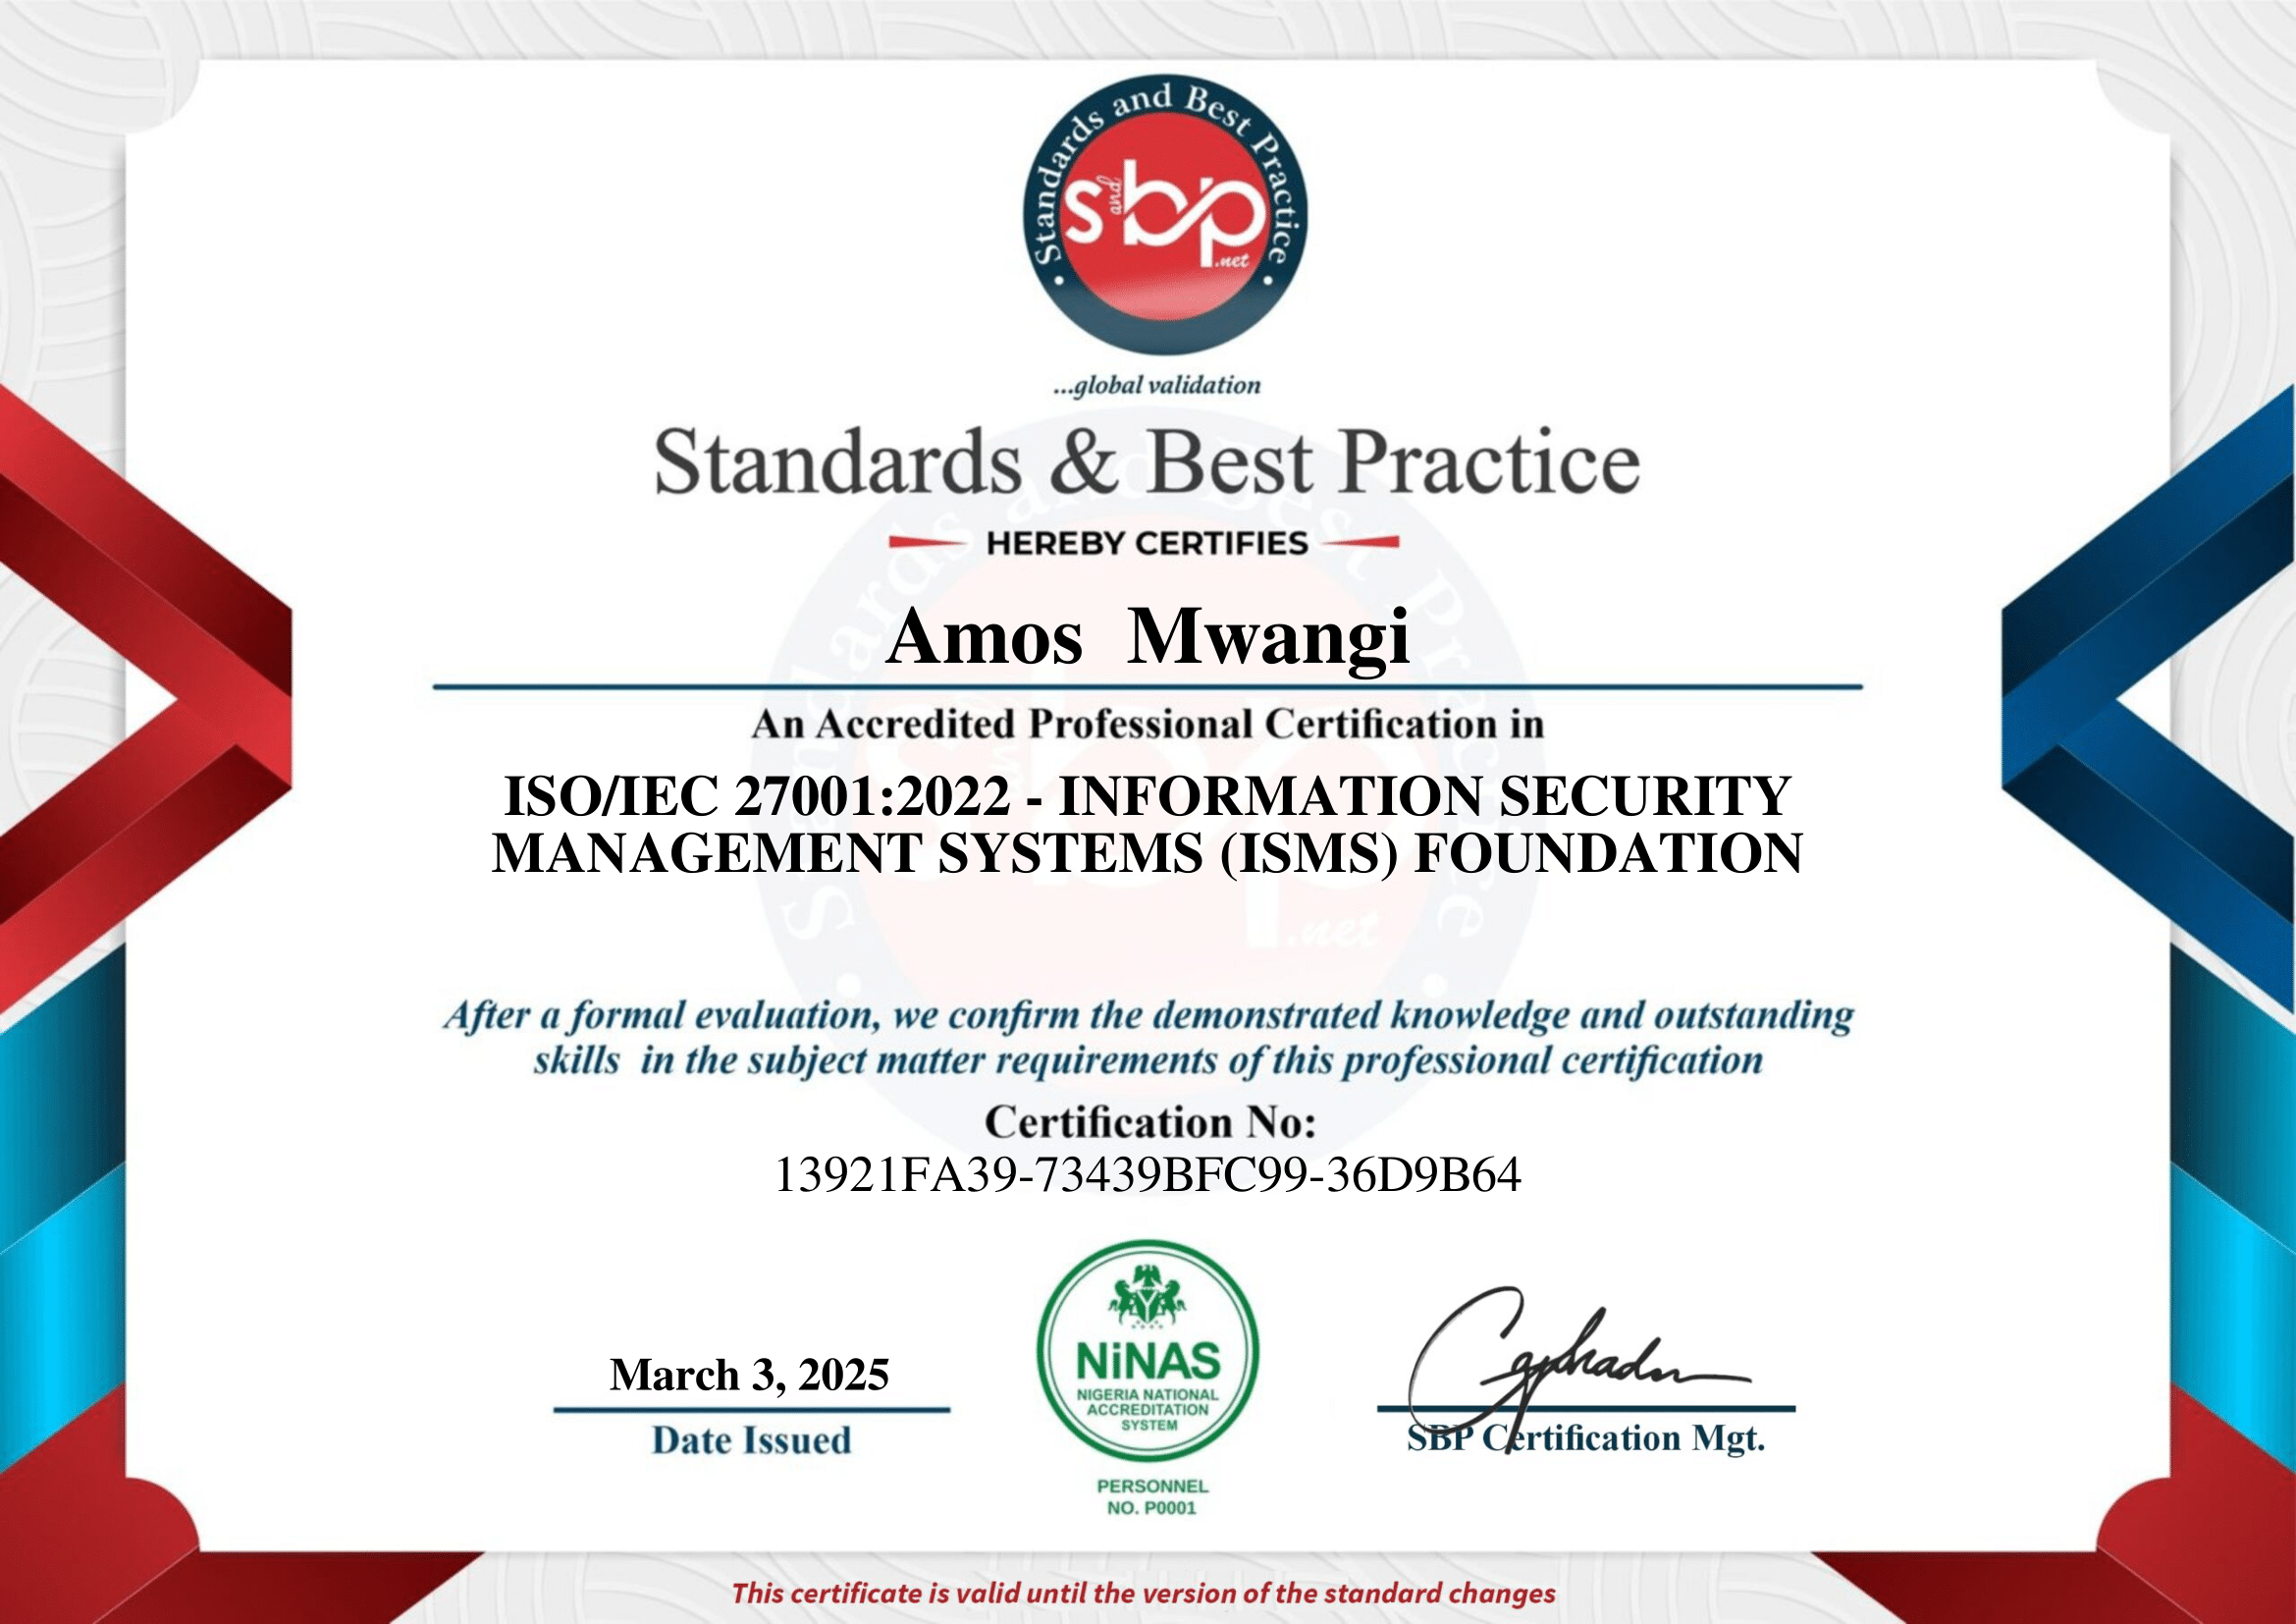 Standards and Best Practice
s and bp
.net
...global validation
Standards & Best Practice
HEREBY CERTIFIES
Amos Mwangi
An Accredited Professional Certification in
ISO/IEC 27001:2022 - INFORMATION SECURITY
MANAGEMENT SYSTEMS (ISMS) FOUNDATION
After a formal evaluation, we confirm the demonstrated knowledge and outstanding
skills in the subject matter requirements of this professional certification
Certification No:
13921FA39-73439BFC99-36D9B64
March 3, 2025
Date Issued
NiNAS
NIGERIA NATIONAL
ACCREDITATION
SYSTEM
PERSONNEL
NO. P0001
SBP Certification Mgt.
This certificate is valid until the version of the standard changes